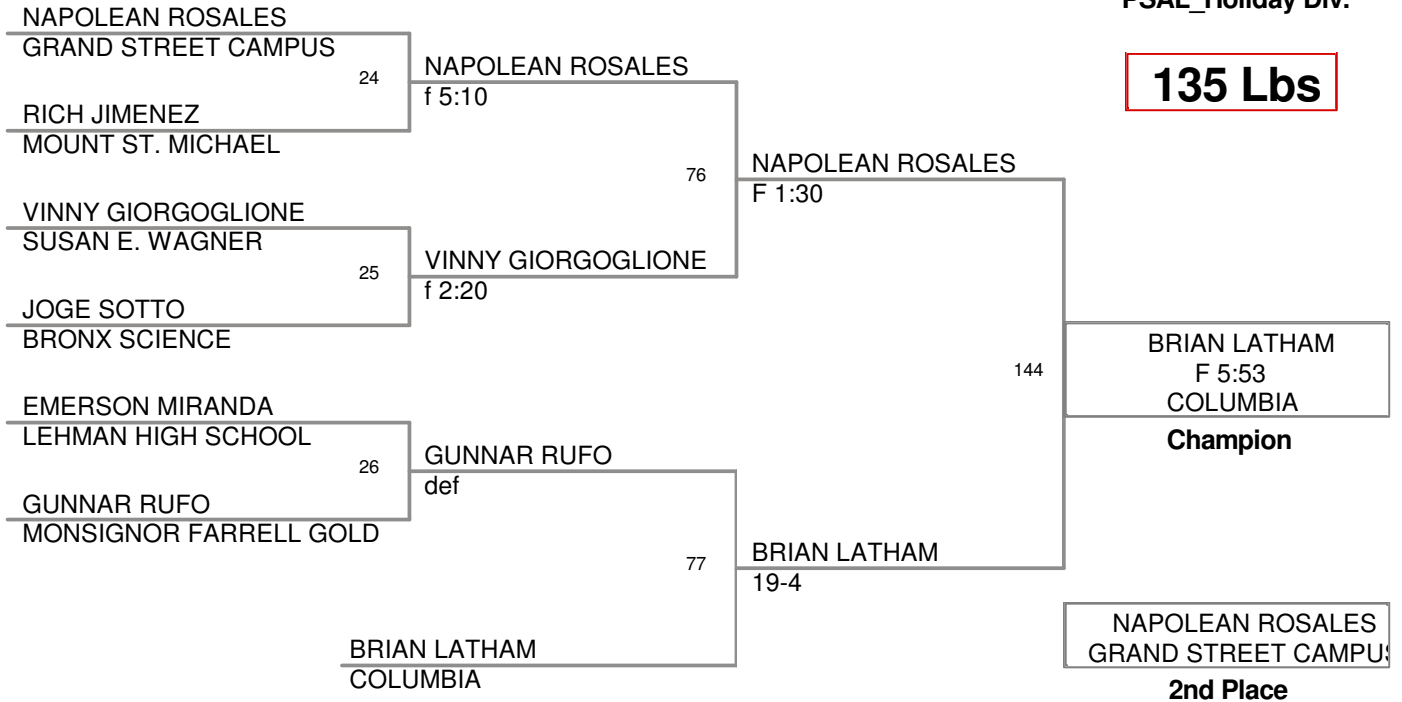 PSAL_Holiday Div.
135 Lbs
NAPOLEAN ROSALES
GRAND STREET CAMPUS
24
RICH JIMENEZ
MOUNT ST. MICHAEL
NAPOLEAN ROSALES
f 5:10
VINNY GIORGOGLIONE
SUSAN E. WAGNER
25
JOGE SOTTO
BRONX SCIENCE
VINNY GIORGOGLIONE
f 2:20
76
NAPOLEAN ROSALES
F 1:30
EMERSON MIRANDA
LEHMAN HIGH SCHOOL
26
GUNNAR RUFO
MONSIGNOR FARRELL GOLD
GUNNAR RUFO
def
77
BRIAN LATHAM
COLUMBIA
BRIAN LATHAM
19-4
144
BRIAN LATHAM
F 5:53
COLUMBIA
Champion
NAPOLEAN ROSALES
GRAND STREET CAMPUS
2nd Place